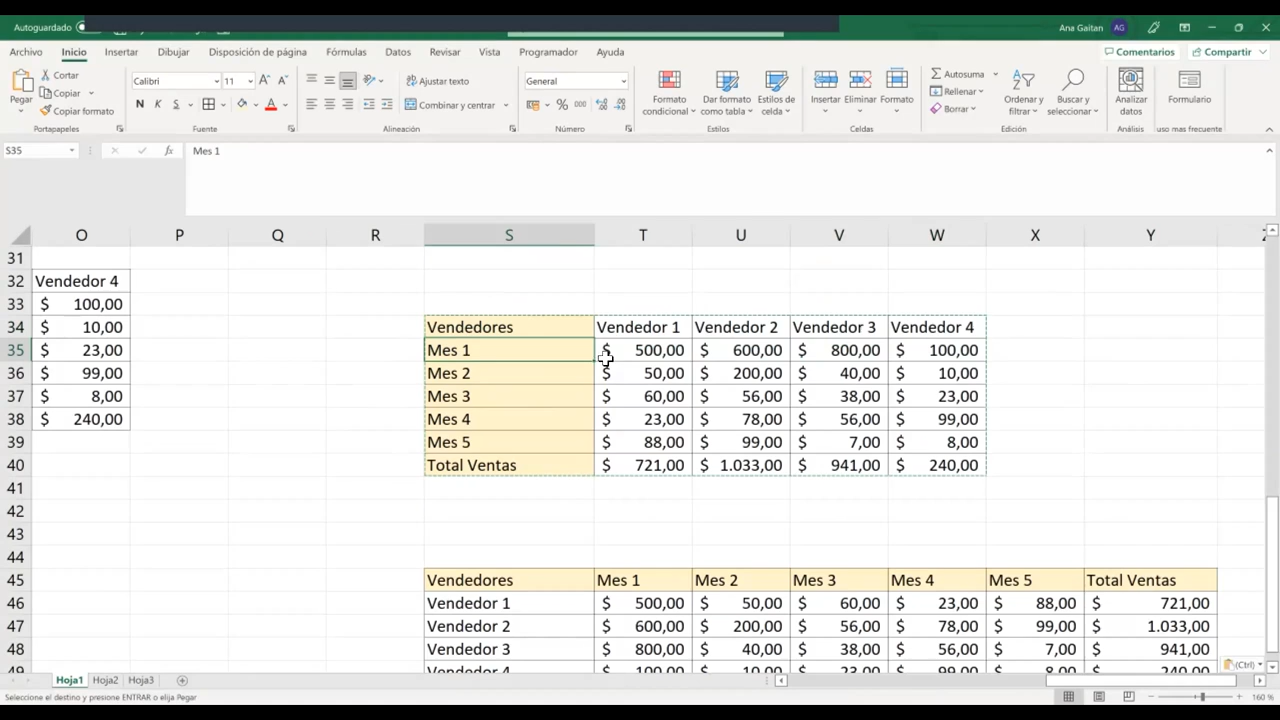 Autoguardado
Ana Gaitan AG
Archivo Inicio Insertar Dibujar Disposición de página Fórmulas Datos Revisar Vista Programador Ayuda Comentarios Compartir
Pegar Cortar Copiar Copiar formato
Portapapeles
Calibri 11
N K S
Fuente
Ajustar texto
Combinar y centrar
Alineación
General
% 000
Número
Formato condicional
Dar formato como tabla
Estilos de celda
Estilos
Insertar Eliminar Formato
Celdas
Autosuma
Rellenar
Borrar
Ordenar y filtrar
Buscar y seleccionar
Edición
Analizar datos
Análisis
Formulario
uso mas frecuente
S35 fx Mes 1
O P Q R S T U V W X Y
31
32 Vendedor 4
33 $ 100,00
34 $ 10,00 Vendedores Vendedor 1 Vendedor 2 Vendedor 3 Vendedor 4
35 $ 23,00 Mes 1 $ 500,00 $ 600,00 $ 800,00 $ 100,00
36 $ 99,00 Mes 2 $ 50,00 $ 200,00 $ 40,00 $ 10,00
37 $ 8,00 Mes 3 $ 60,00 $ 56,00 $ 38,00 $ 23,00
38 $ 240,00 Mes 4 $ 23,00 $ 78,00 $ 56,00 $ 99,00
39 Mes 5 $ 88,00 $ 99,00 $ 7,00 $ 8,00
40 Total Ventas $ 721,00 $ 1.033,00 $ 941,00 $ 240,00
41
42
43
44
45 Vendedores Mes 1 Mes 2 Mes 3 Mes 4 Mes 5 Total Ventas
46 Vendedor 1 $ 500,00 $ 50,00 $ 60,00 $ 23,00 $ 88,00 $ 721,00
47 Vendedor 2 $ 600,00 $ 200,00 $ 56,00 $ 78,00 $ 99,00 $ 1.033,00
48 Vendedor 3 $ 800,00 $ 40,00 $ 38,00 $ 56,00 $ 7,00 $ 941,00
49 Vendedor 4 $ 100,00 $ 10,00 $ 23,00 $ 99,00 $ 8,00 $ 240,00
(Ctrl)
Hoja1 Hoja2 Hoja3
Seleccione el destino y presione ENTRAR o elija Pegar
160 %